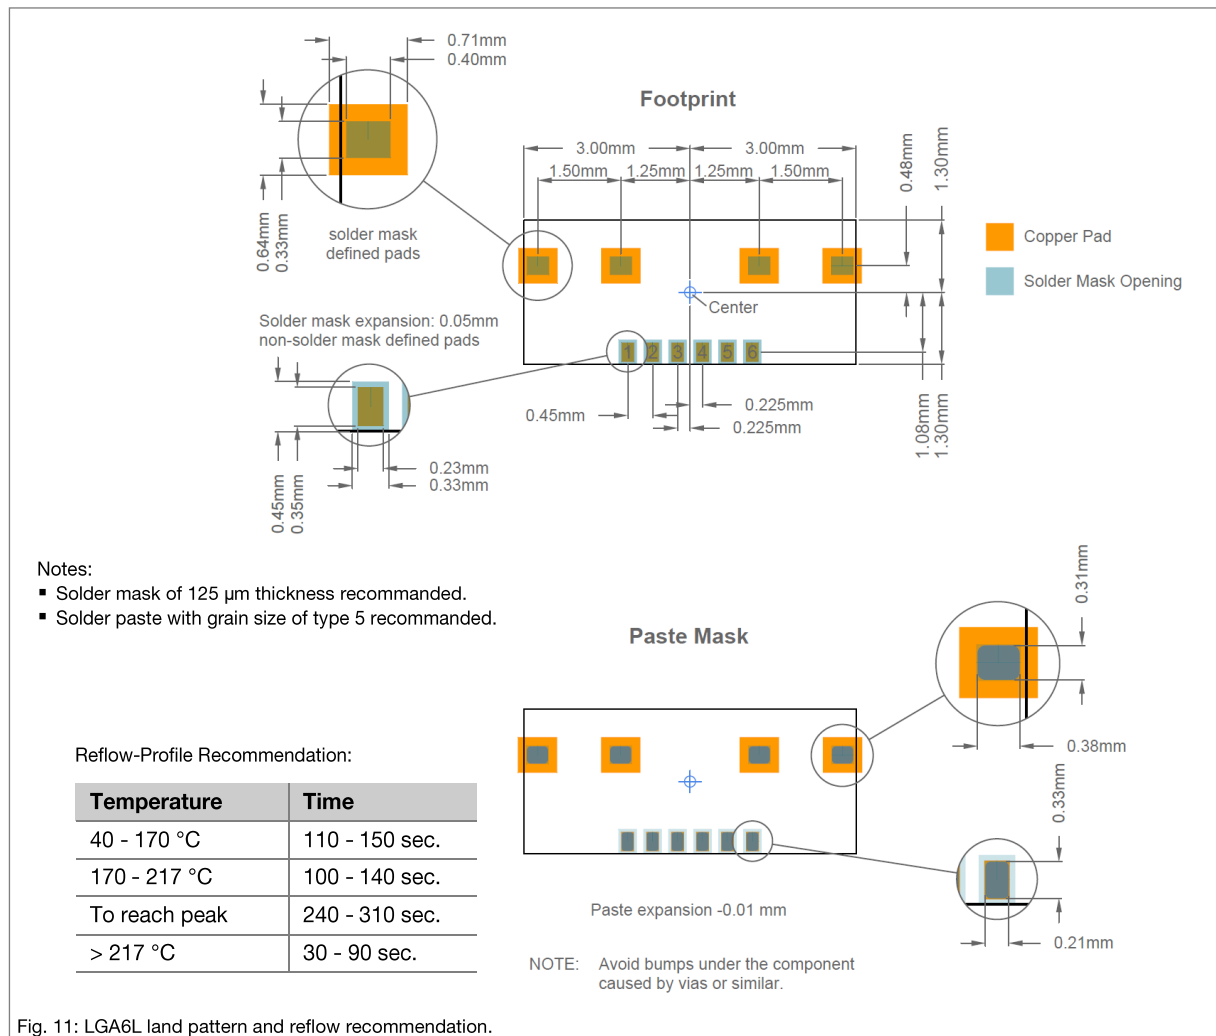 0.71mm
0.40mm
Footprint
3.00mm 3.00mm
1.50mm 1.25mm 1.25mm 1.50mm
0.48mm
1.30mm
0.64mm
0.33mm
solder mask
defined pads
Copper Pad
Solder Mask Opening
Center
Solder mask expansion: 0.05mm
non-solder mask defined pads
1 2 3 4 5 6
0.45mm
0.225mm
0.225mm
1.08mm
1.30mm
0.23mm
0.33mm
0.45mm
0.35mm
Notes:
▪ Solder mask of 125 µm thickness recommanded.
▪ Solder paste with grain size of type 5 recommanded.
Paste Mask
0.31mm
0.38mm
0.33mm
0.21mm
Paste expansion -0.01 mm
NOTE: Avoid bumps under the component
caused by vias or similar.
Reflow-Profile Recommendation:
Temperature Time
40 - 170 °C 110 - 150 sec.
170 - 217 °C 100 - 140 sec.
To reach peak 240 - 310 sec.
> 217 °C 30 - 90 sec.
Fig. 11: LGA6L land pattern and reflow recommendation.